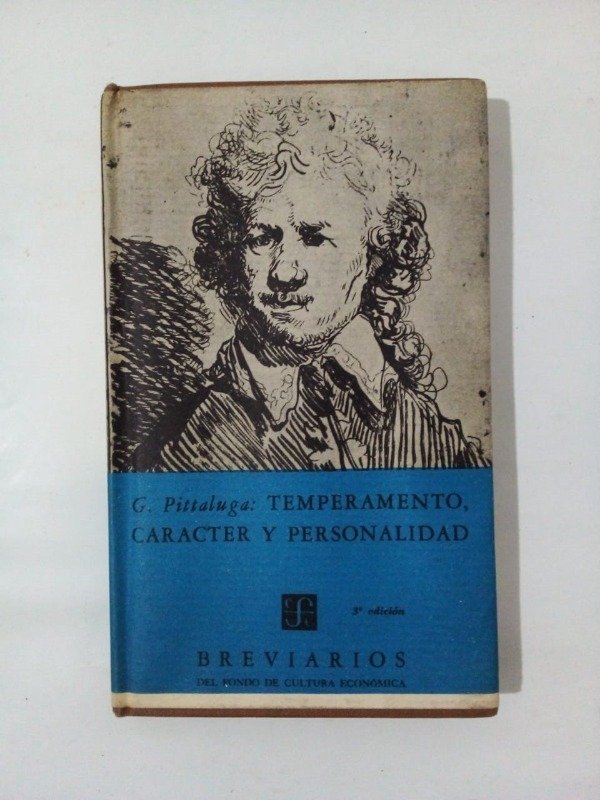 G. Pittaluga: TEMPERAMENTO,
CARACTER Y PERSONALIDAD
3ª edición
BREVIARIOS
DEL FONDO DE CULTURA ECONÓMICA